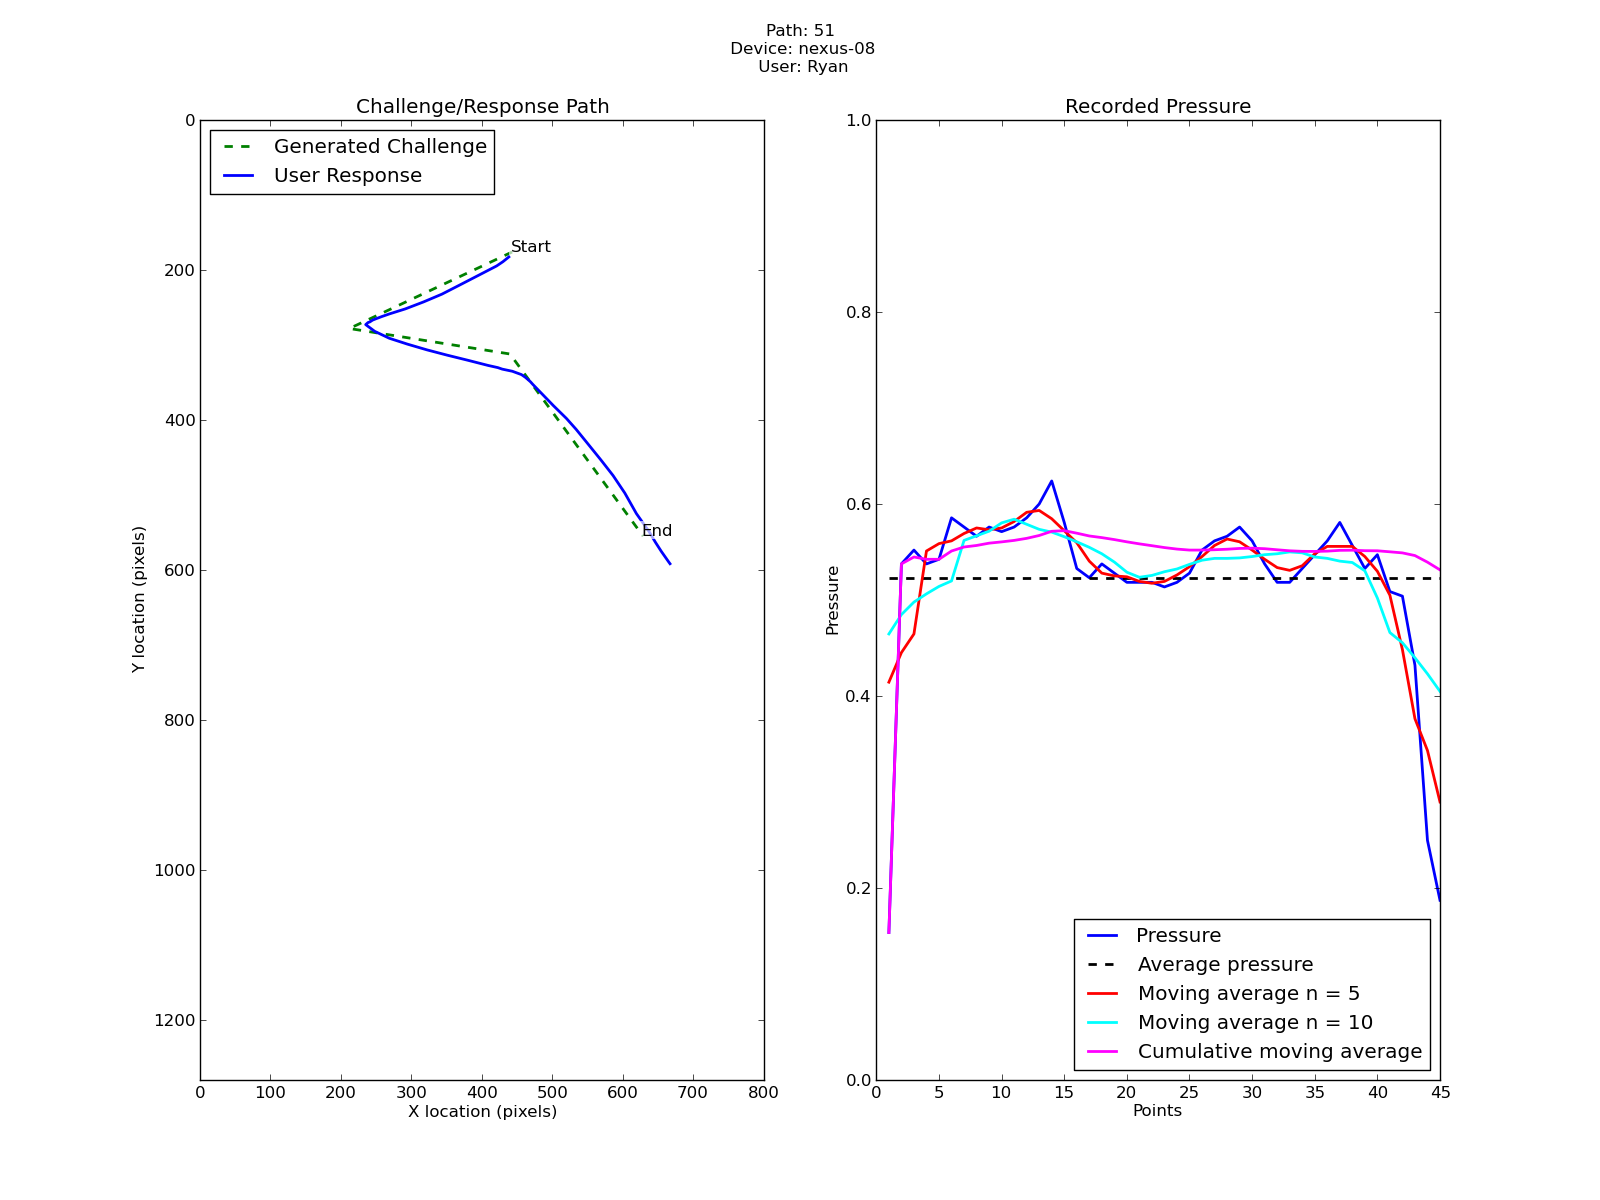 Path: 51
Device: nexus-08
User: Ryan
Challenge/Response Path
Generated Challenge
User Response
Start
End
0
200
400
600
800
1000
1200
Y location (pixels)
0 100 200 300 400 500 600 700 800
X location (pixels)
Recorded Pressure
1.0
0.8
0.6
0.4
0.2
0.0
Pressure
Pressure
Average pressure
Moving average n = 5
Moving average n = 10
Cumulative moving average
0 5 10 15 20 25 30 35 40 45
Points